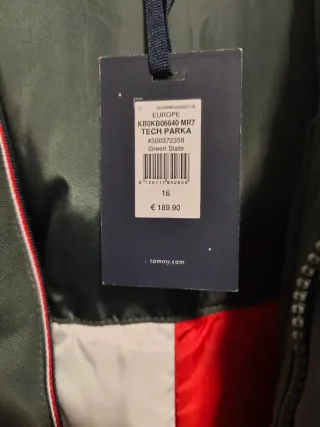 EUROPE
KB0KB06640 MR7
TECH PARKA
#500372358
Green Slate
16
€ 189.90
tommy.com